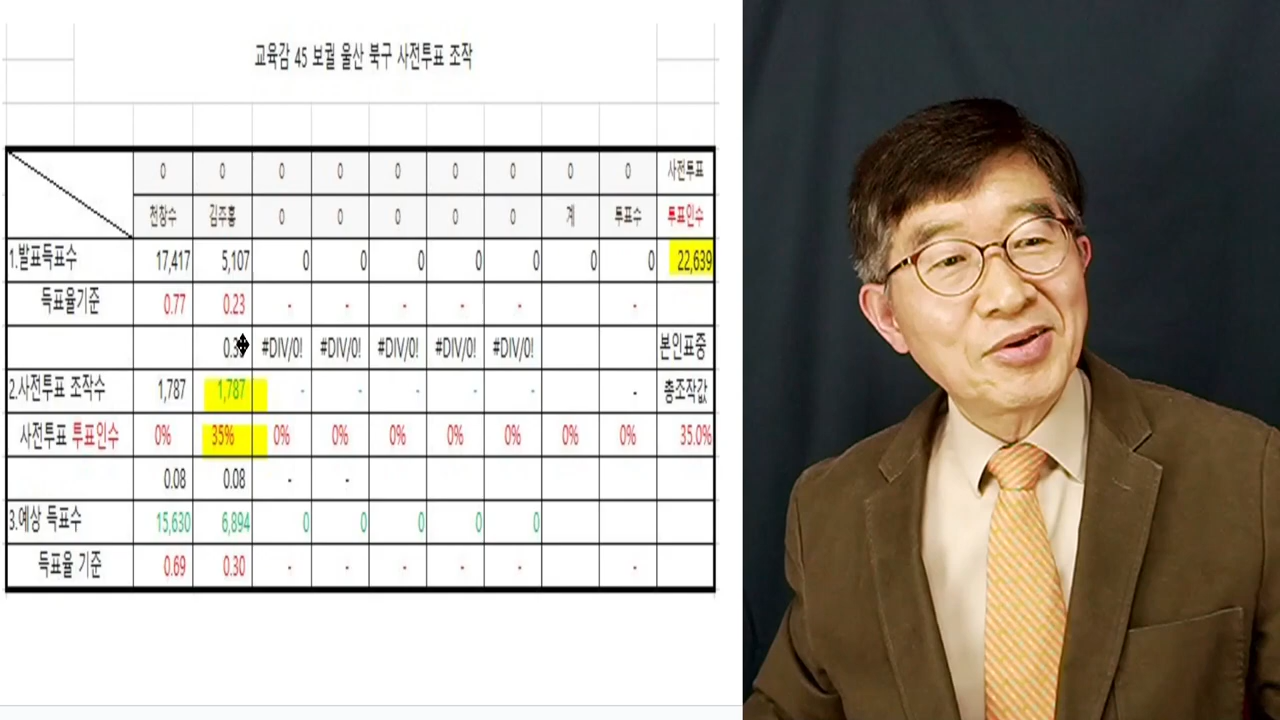 교육감 45 보궐 울산 북구 사전투표 조작
0 0 0 0 0 0 0 0 0 사전투표
천창수 김주홍 0 0 0 0 0 계 투표수 투표인수
1.발표득표수 17,417 5,107 0 0 0 0 0 0 0 22,639
득표율기준 0.77 0.23 - - - - - -
#DIV/0! #DIV/0! #DIV/0! #DIV/0! #DIV/0! 본인표중
2.사전투표 조작수 1,787 1,787 - - - - - - 총조작값
사전투표 투표인수 0% 35% 0% 0% 0% 0% 0% 0% 0% 35.0%
0.08 0.08 - -
3.예상 득표수 15,630 6,894 0 0 0 0 0
득표율 기준 0.69 0.30 - - - - - -